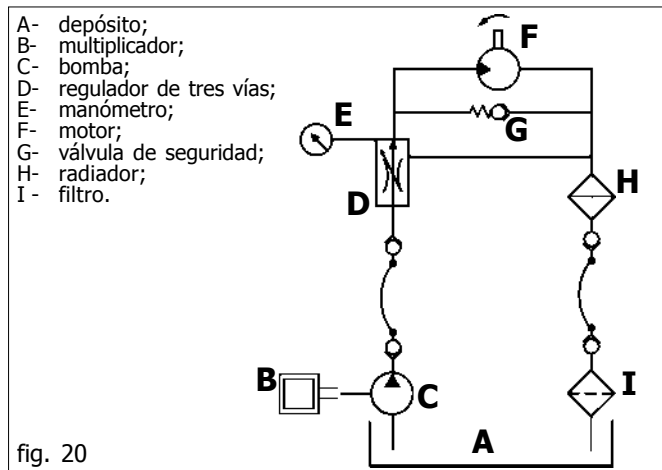 A- depósito;
B- multiplicador;
C- bomba;
D- regulador de tres vías;
E- manómetro;
F- motor;
G- válvula de seguridad;
H- radiador;
I - filtro.
F
E
G
D
H
B
C
I
A
fig. 20